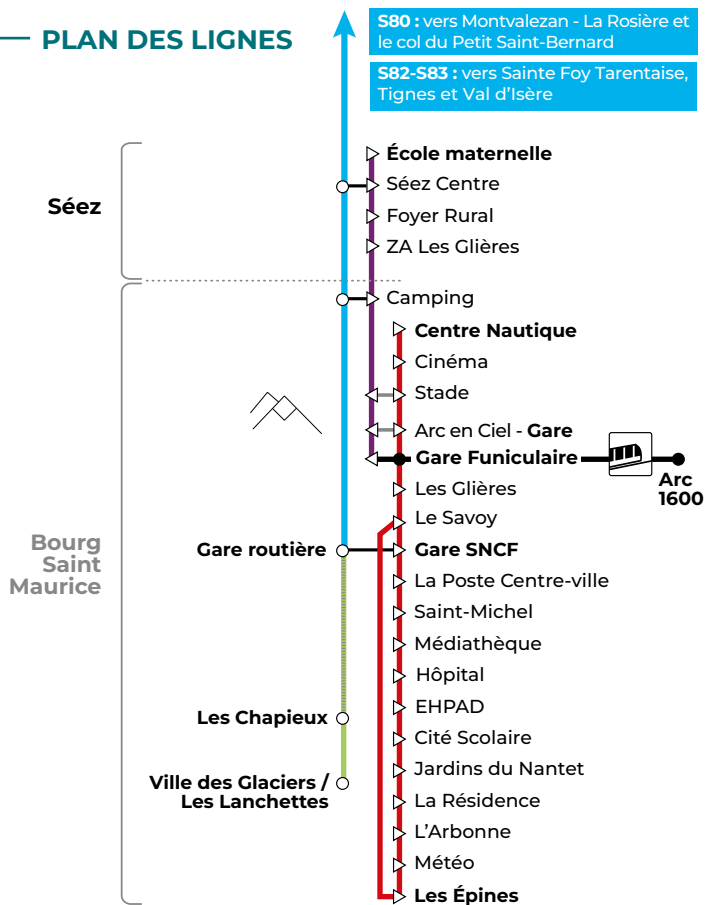 PLAN DES LIGNES
S80 : vers Montvalezan - La Rosière et
le col du Petit Saint-Bernard
S82-S83 : vers Sainte Foy Tarentaise,
Tignes et Val d'Isère
Séez
École maternelle
Séez Centre
Foyer Rural
ZA Les Glières
Camping
Centre Nautique
Cinéma
Stade
Arc en Ciel - Gare
Gare Funiculaire
Arc
1600
Les Glières
Le Savoy
Bourg
Saint
Maurice
Gare routière
Gare SNCF
La Poste Centre-ville
Saint-Michel
Médiathèque
Hôpital
EHPAD
Les Chapieux
Cité Scolaire
Jardins du Nantet
Ville des Glaciers /
Les Lanchettes
La Résidence
L'Arbonne
Météo
Les Épines